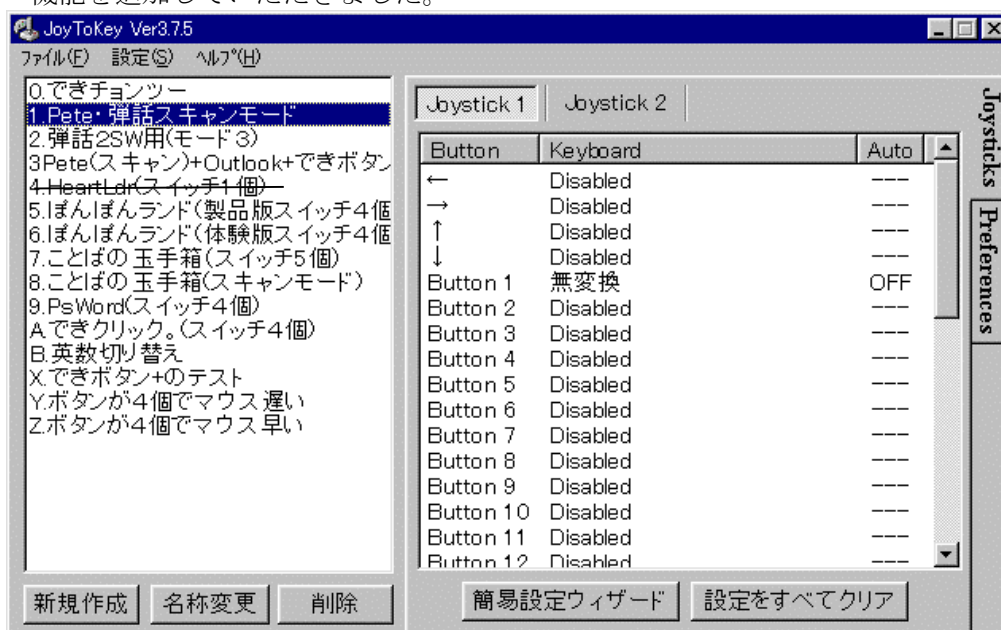 機能を追加していただきました。
JoyToKey Ver3.7.5
ファイル(F) 設定(S) ヘルプ(H)
0.できチョンツー
1.Pete・弾話スキャンモード
2.弾話2SW用(モード3)
3Pete(スキャン)+Outlook+できボタン
4.HeartLdr(スイッチ1個)
5.ぽんぽんランド(製品版スイッチ4個
6.ぽんぽんランド(体験版スイッチ4個
7.ことばの玉手箱(スイッチ5個)
8.ことばの玉手箱(スキャンモード)
9.PsWord(スイッチ4個)
A.できクリック。(スイッチ4個)
B.英数切り替え
X.できボタン+のテスト
Y.ボタンが4個でマウス遅い
Z.ボタンが4個でマウス早い
新規作成 名称変更 削除
Joystick 1 Joystick 2
Button Keyboard Auto
← Disabled ---
→ Disabled ---
↑ Disabled ---
↓ Disabled ---
Button 1 無変換 OFF
Button 2 Disabled ---
Button 3 Disabled ---
Button 4 Disabled ---
Button 5 Disabled ---
Button 6 Disabled ---
Button 7 Disabled ---
Button 8 Disabled ---
Button 9 Disabled ---
Button 10 Disabled ---
Button 11 Disabled ---
Button 12 Disabled ---
簡易設定ウィザード 設定をすべてクリア
Joysticks
Preferences